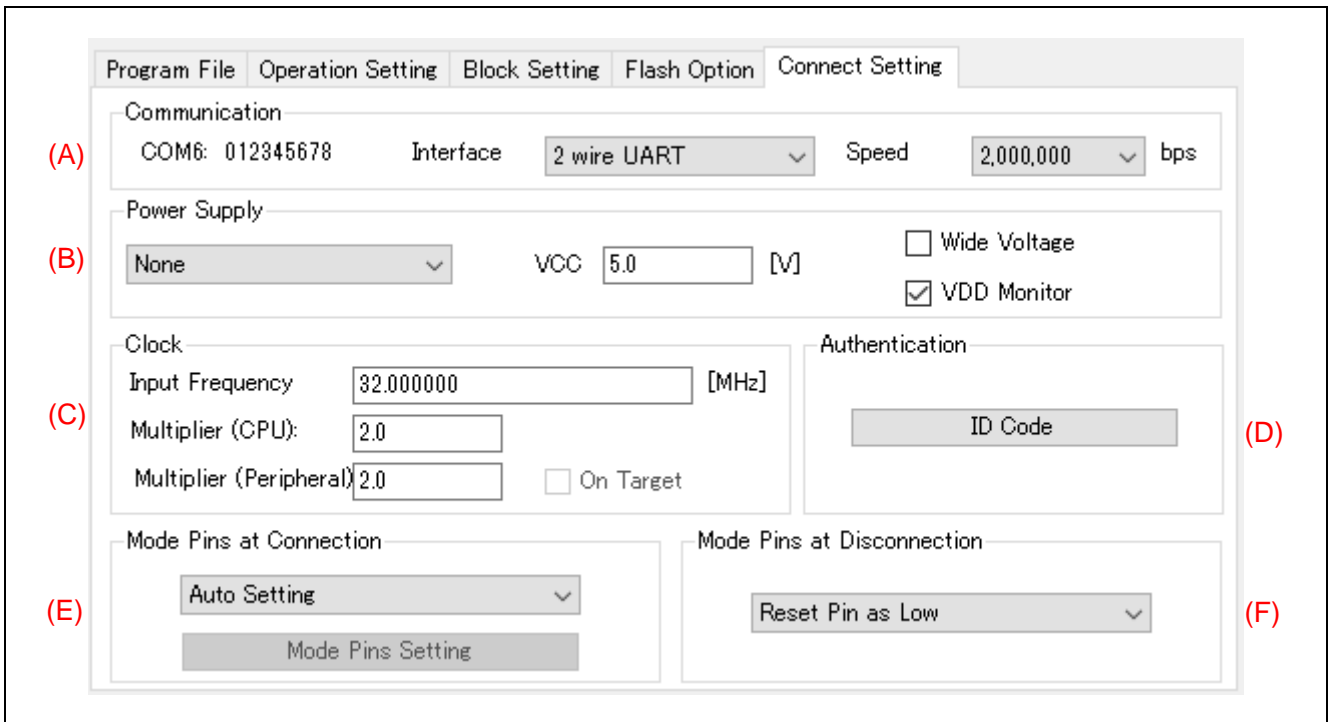 Program File Operation Setting Block Setting Flash Option Connect Setting
Communication
(A) COM6: 012345678 Interface 2 wire UART Speed 2,000,000 bps
Power Supply
Wide Voltage
(B) None VCC 5.0 [V]
VDD Monitor
Clock Authentication
Input Frequency 32.000000 [MHz]
(C) Multiplier (CPU): 2.0 ID Code (D)
Multiplier (Peripheral) 2.0 On Target
Mode Pins at Connection Mode Pins at Disconnection
(E) Auto Setting Reset Pin as Low (F)
Mode Pins Setting